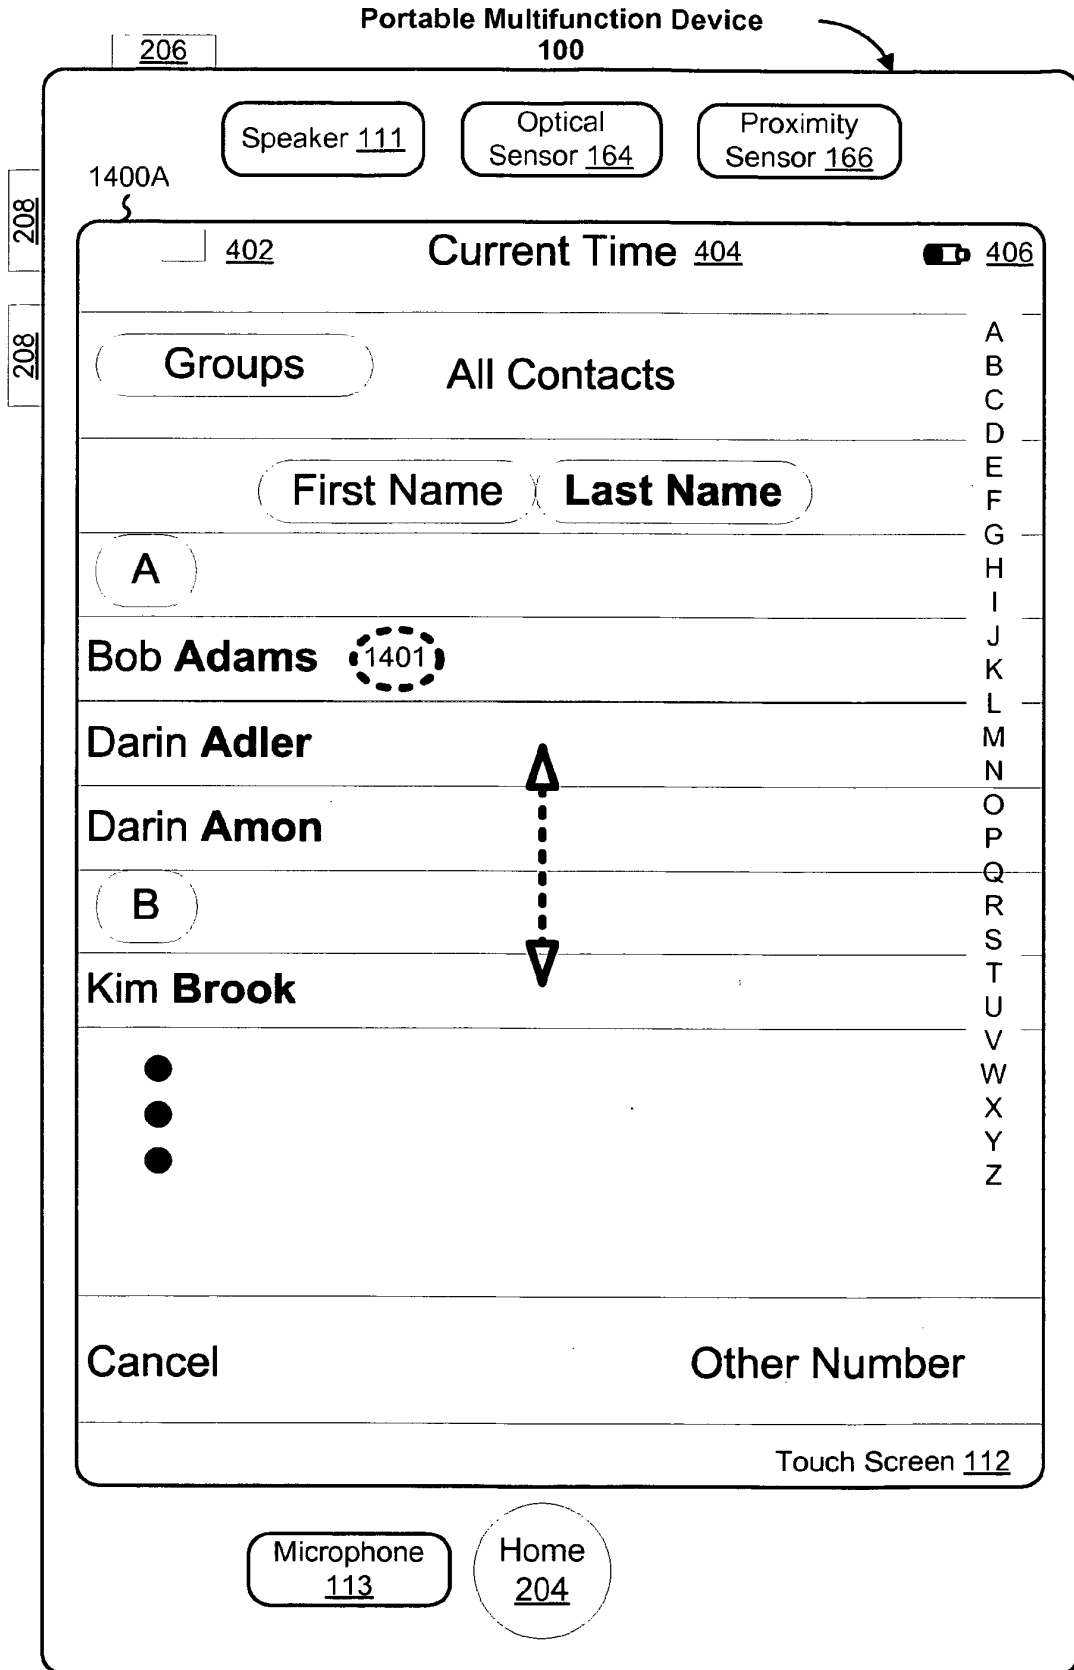 Portable Multifunction Device
100
206
Speaker 111
Optical
Sensor 164
Proximity
Sensor 166
1400A
208
208
402
Current Time 404
406
Groups
All Contacts
First Name
Last Name
A
Bob Adams
1401
Darin Adler
Darin Amon
B
Kim Brook
A
B
C
D
E
F
G
H
I
J
K
L
M
N
O
P
Q
R
S
T
U
V
W
X
Y
Z
Cancel
Other Number
Touch Screen 112
Microphone
113
Home
204